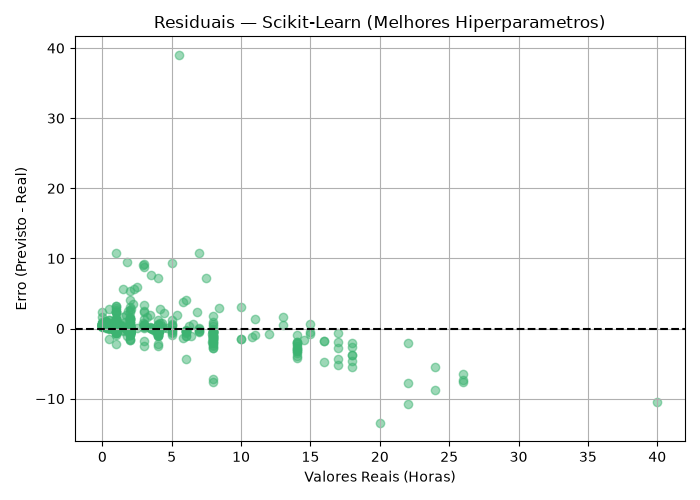 Residuais — Scikit-Learn (Melhores Hiperparametros)
40
30
20
10
0
−10
Erro (Previsto - Real)
0 5 10 15 20 25 30 35 40
Valores Reais (Horas)